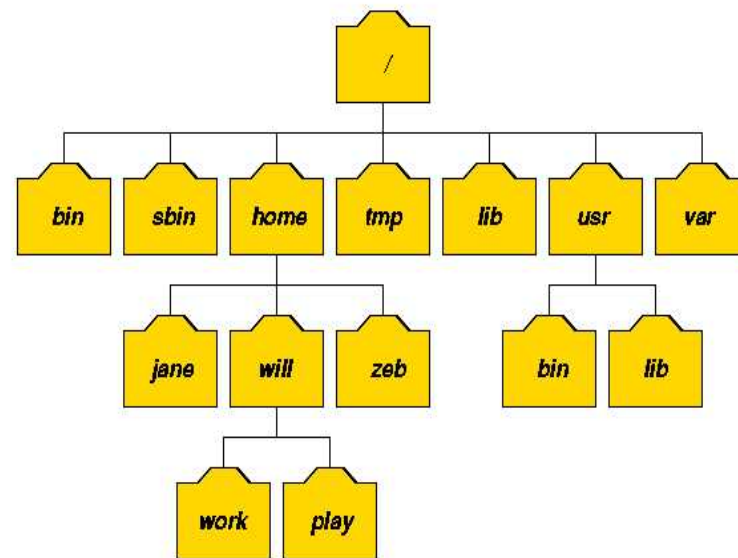 /
bin sbin home tmp lib usr var
jane will zeb bin lib
work play